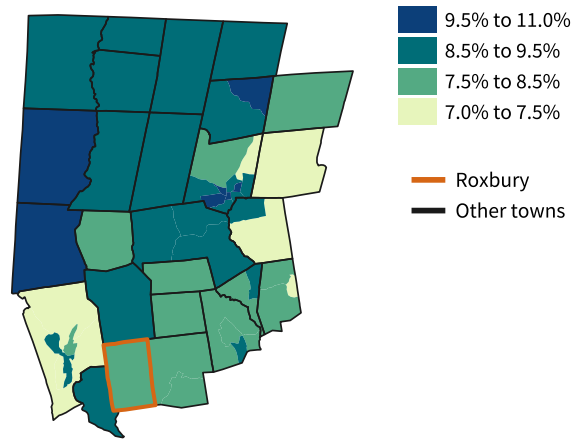 9.5% to 11.0%
8.5% to 9.5%
7.5% to 8.5%
7.0% to 7.5%
Roxbury
Other towns